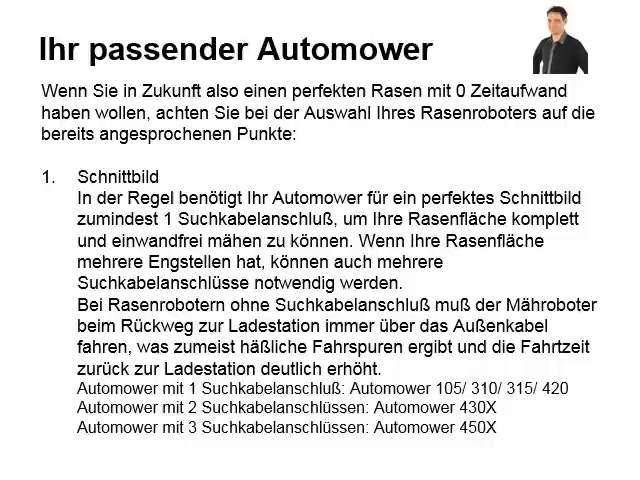 Ihr passender Automower
Wenn Sie in Zukunft also einen perfekten Rasen mit 0 Zeitaufwand
haben wollen, achten Sie bei der Auswahl Ihres Rasenroboters auf die
bereits angesprochenen Punkte:
1. Schnittbild
In der Regel benötigt Ihr Automower für ein perfektes Schnittbild
zumindest 1 Suchkabelanschluß, um Ihre Rasenfläche komplett
und einwandfrei mähen zu können. Wenn Ihre Rasenfläche
mehrere Engstellen hat, können auch mehrere
Suchkabelanschlüsse notwendig werden.
Bei Rasenrobotern ohne Suchkabelanschluß muß der Mähroboter
beim Rückweg zur Ladestation immer über das Außenkabel
fahren, was zumeist häßliche Fahrspuren ergibt und die Fahrtzeit
zurück zur Ladestation deutlich erhöht.
Automower mit 1 Suchkabelanschluß: Automower 105/ 310/ 315/ 420
Automower mit 2 Suchkabelanschlüssen: Automower 430X
Automower mit 3 Suchkabelanschlüssen: Automower 450X